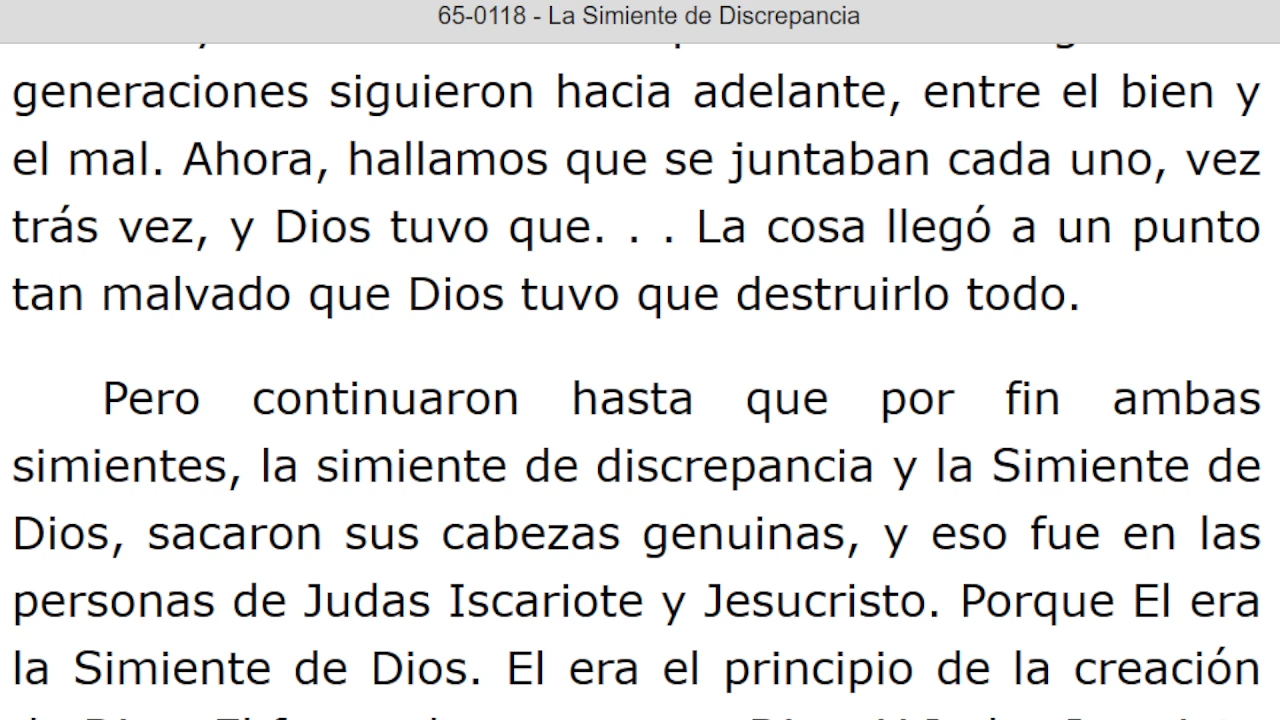 65-0118 - La Simiente de Discrepancia
generaciones siguieron hacia adelante, entre el bien y
el mal. Ahora, hallamos que se juntaban cada uno, vez
trás vez, y Dios tuvo que. . . La cosa llegó a un punto
tan malvado que Dios tuvo que destruirlo todo.
Pero continuaron hasta que por fin ambas
simientes, la simiente de discrepancia y la Simiente de
Dios, sacaron sus cabezas genuinas, y eso fue en las
personas de Judas Iscariote y Jesucristo. Porque El era
la Simiente de Dios. El era el principio de la creación